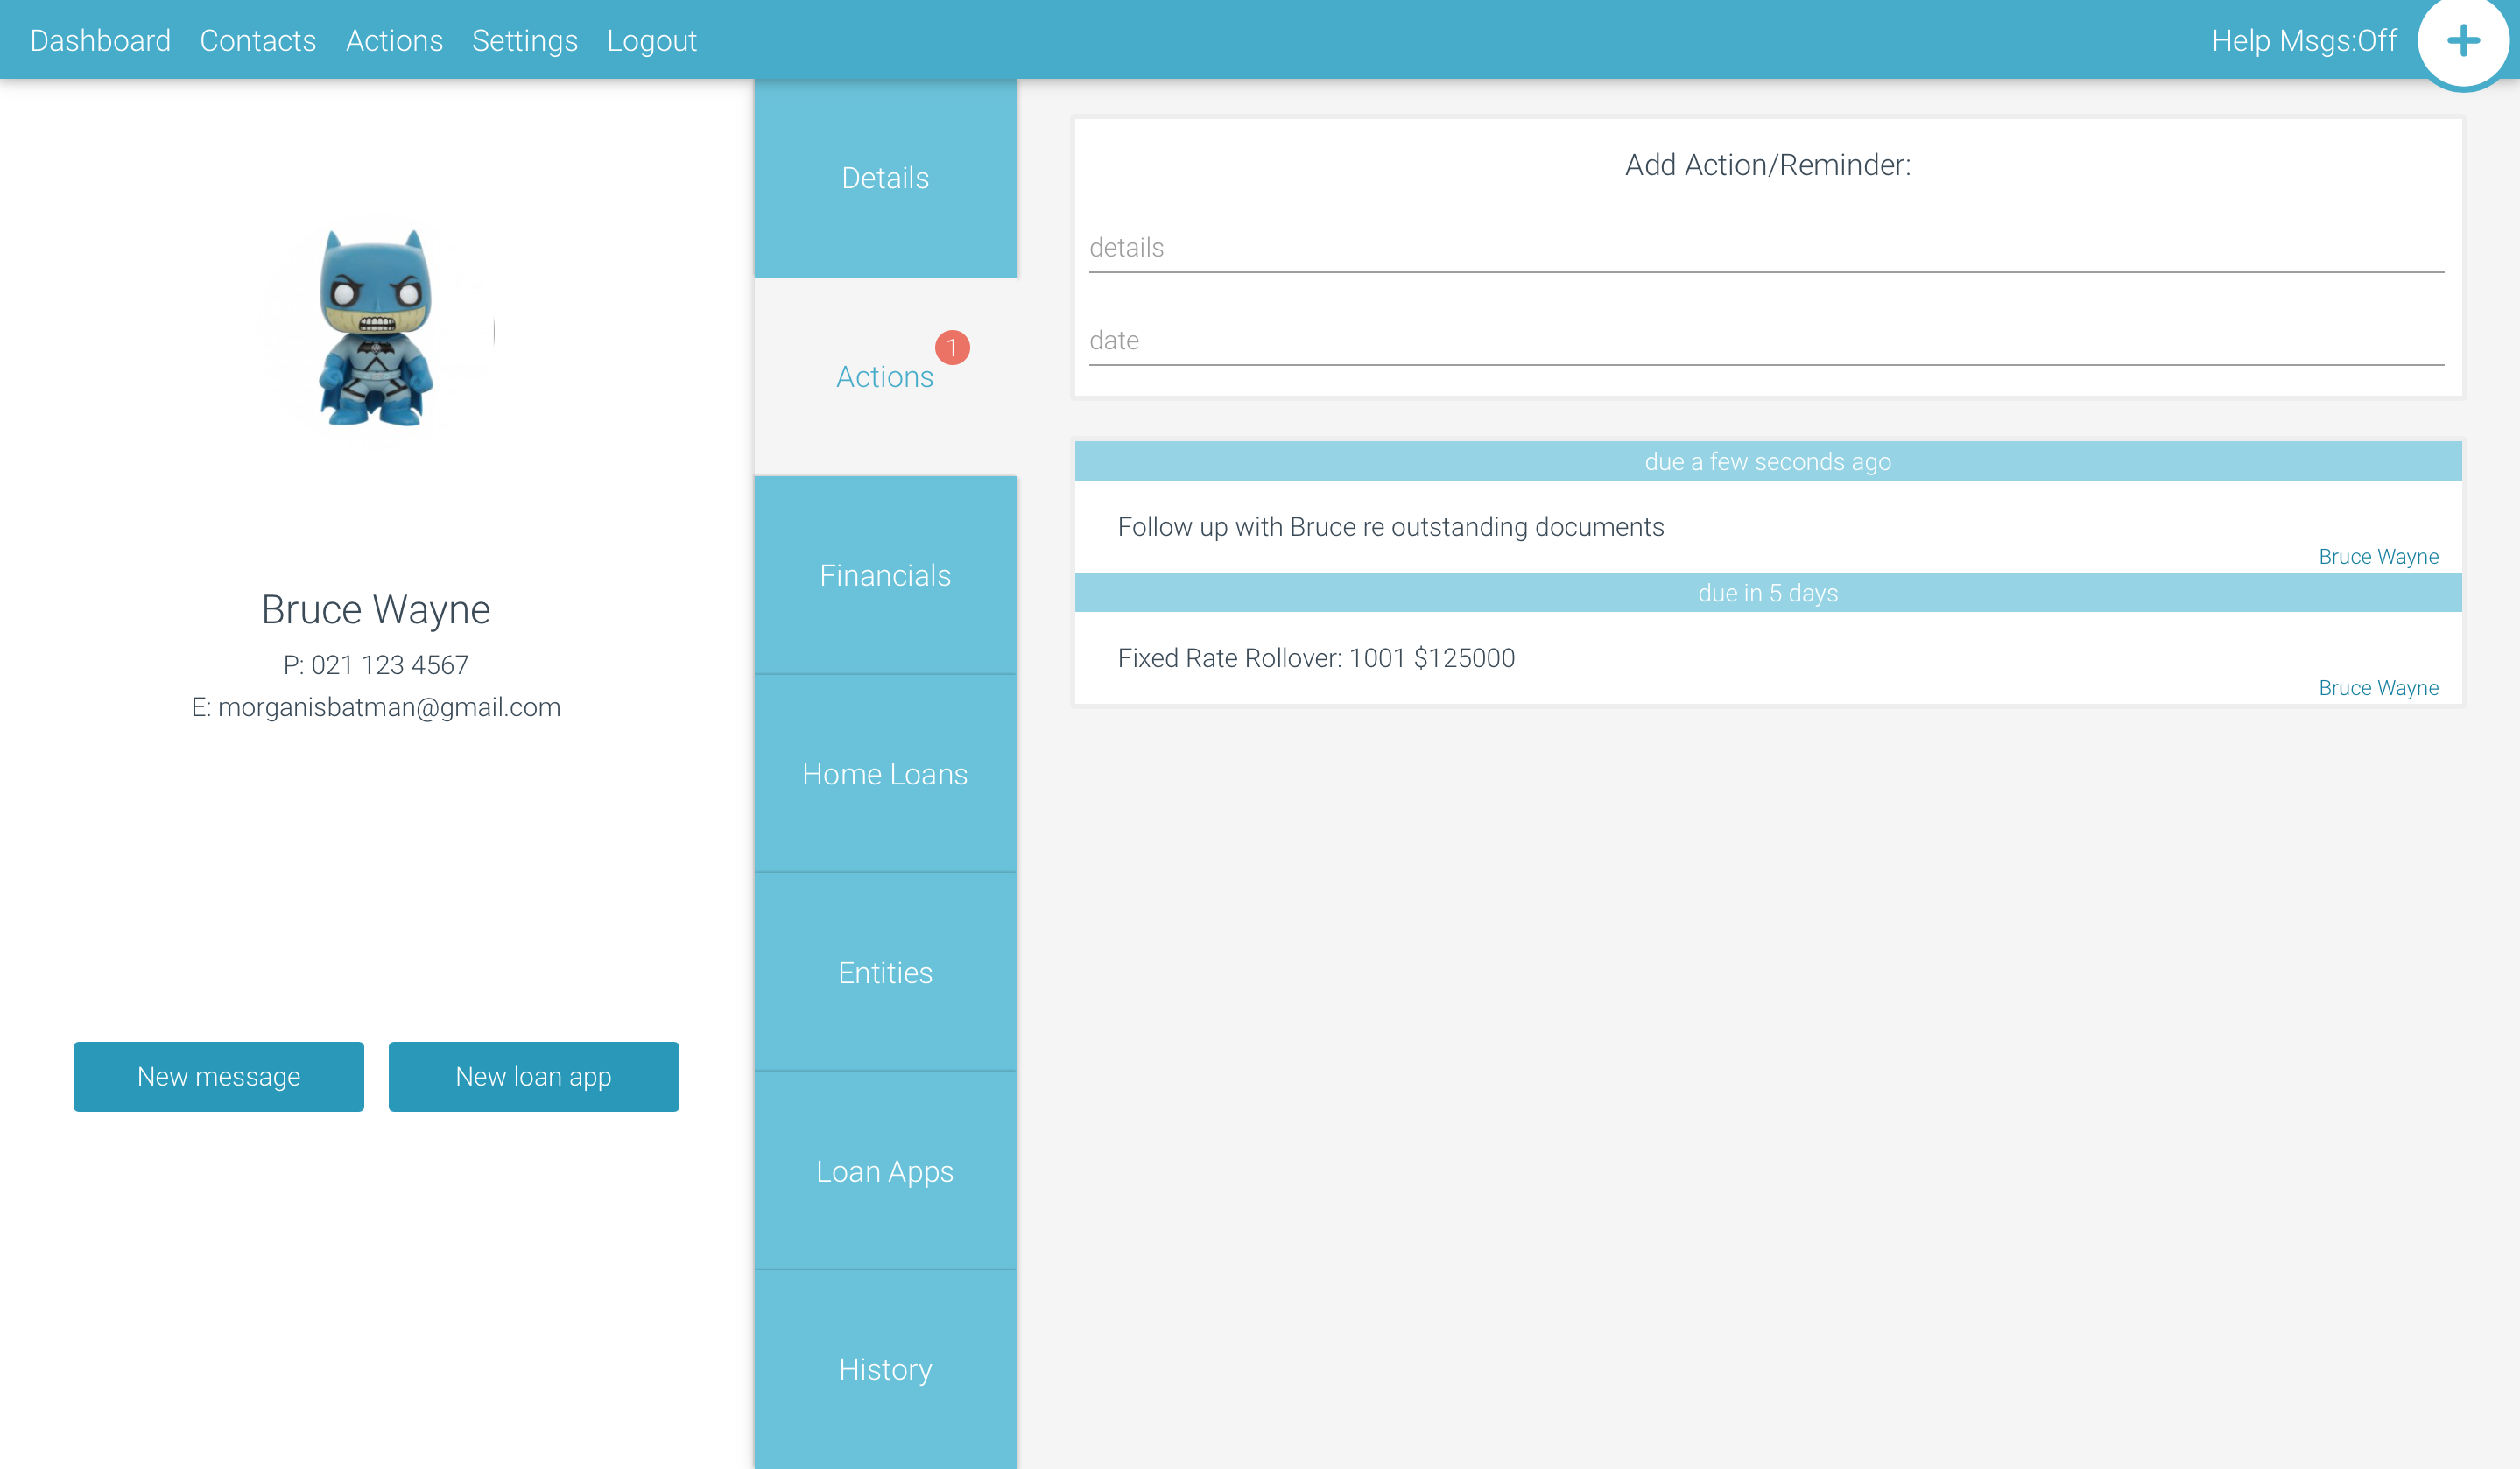 Dashboard Contacts Actions Settings Logout Help Msgs:Off
Bruce Wayne
P: 021 123 4567
E: morganisbatman@gmail.com
New message
New loan app
Details
Actions 1
Financials
Home Loans
Entities
Loan Apps
History
Add Action/Reminder:
details
date
due a few seconds ago
Follow up with Bruce re outstanding documents
Bruce Wayne
due in 5 days
Fixed Rate Rollover: 1001 $125000
Bruce Wayne